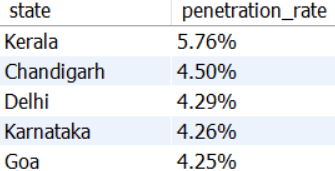 state penetration_rate
Kerala 5.76%
Chandigarh 4.50%
Delhi 4.29%
Karnataka 4.26%
Goa 4.25%